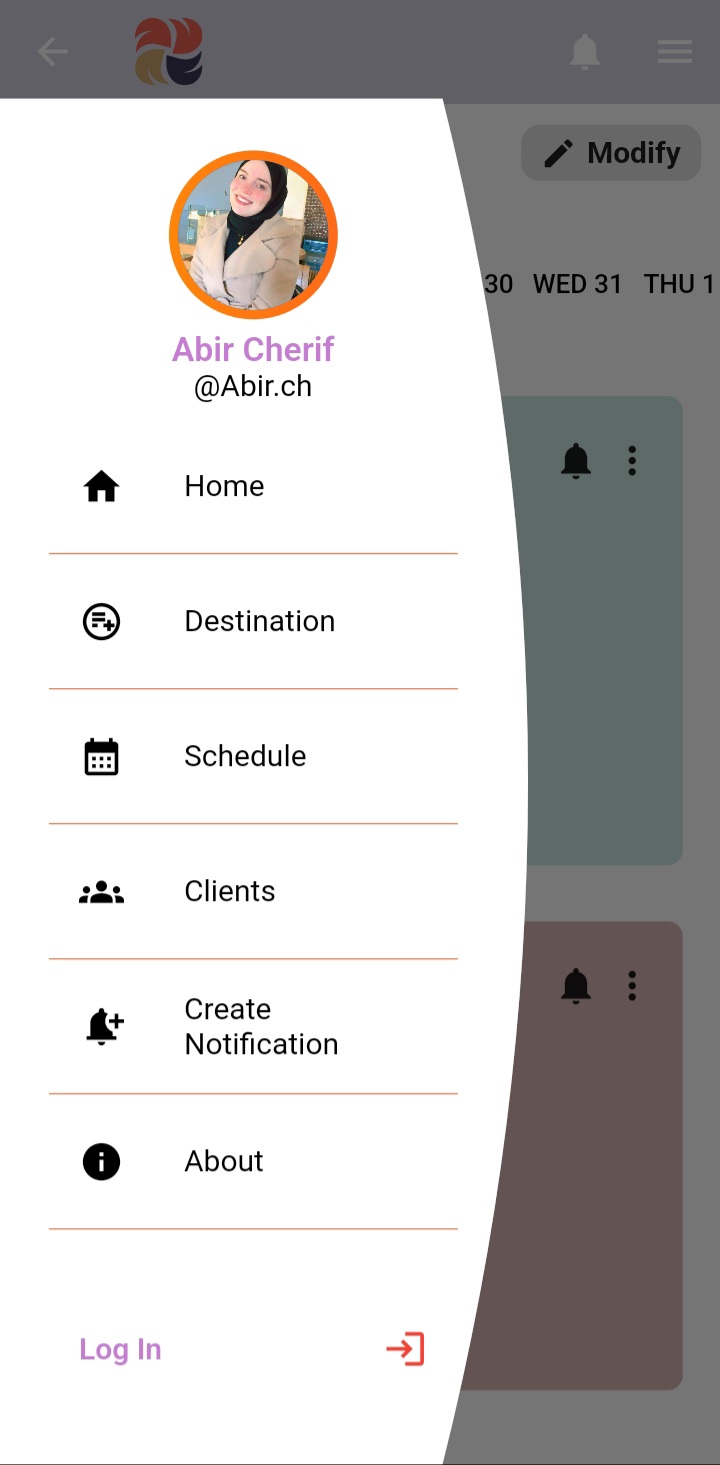 Modify
30 WED 31 THU 1
Abir Cherif
@Abir.ch
Home
Destination
Schedule
Clients
Create
Notification
About
Log In